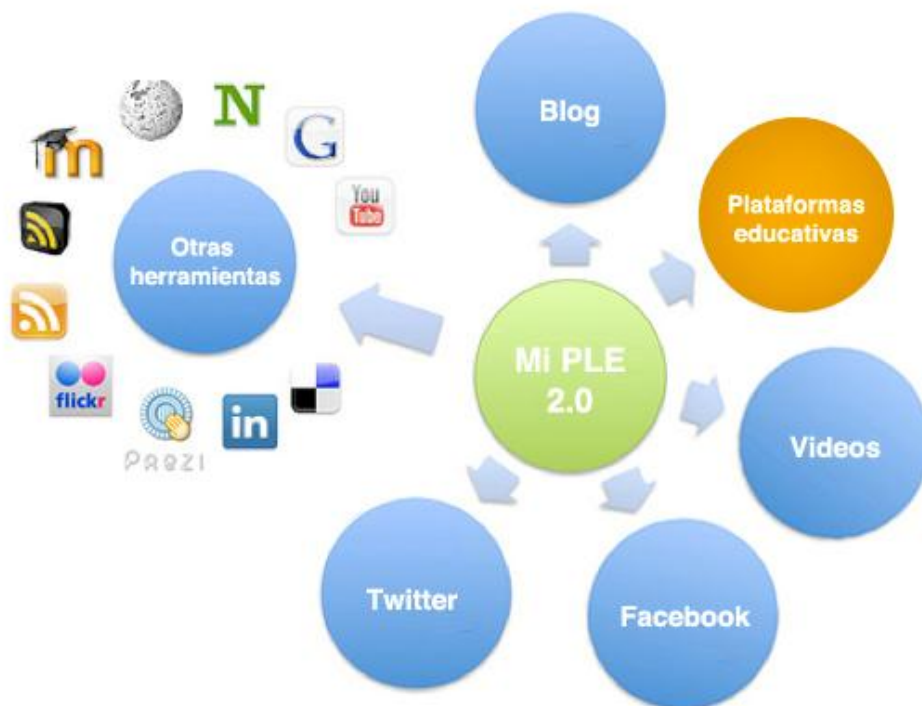 Blog
Plataformas
educativas
N
G
You
Tube
m
Otras
herramientas
Mi PLE
2.0
Videos
flickr
in
Prezi
Twitter
Facebook